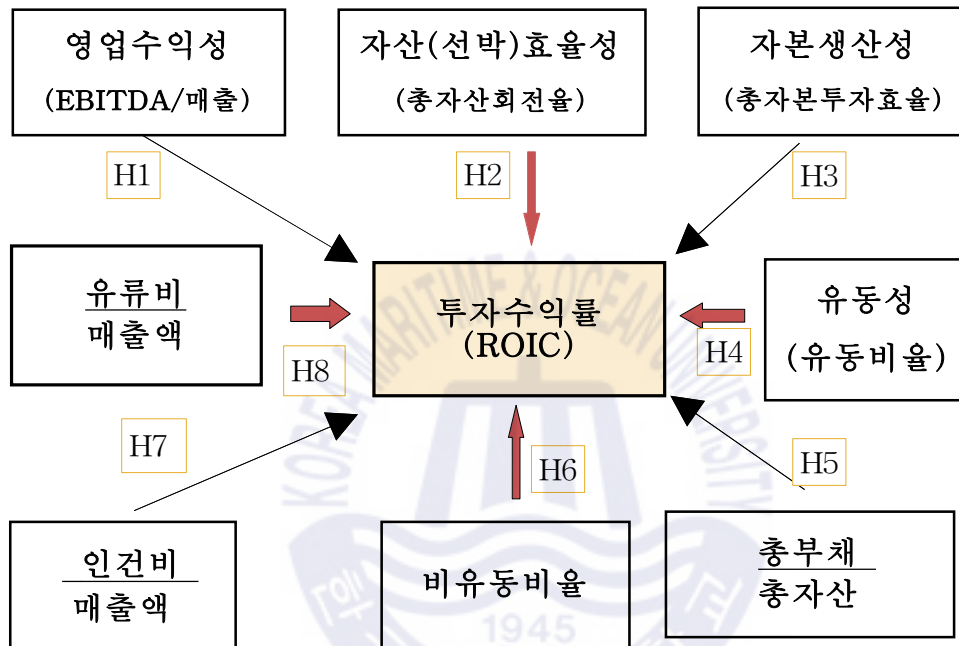 영업수익성
(EBITDA/매출)
자산(선박)효율성
(총자산회전율)
자본생산성
(총자본투자효율)
H1
H2
H3
유류비
매출액
투자수익률
(ROIC)
유동성
(유동비율)
H8
H4
H7
H6
H5
인건비
매출액
비유동비율
총부채
총자산
KOREA MARITIME & OCEAN UNIVERSITY
1945